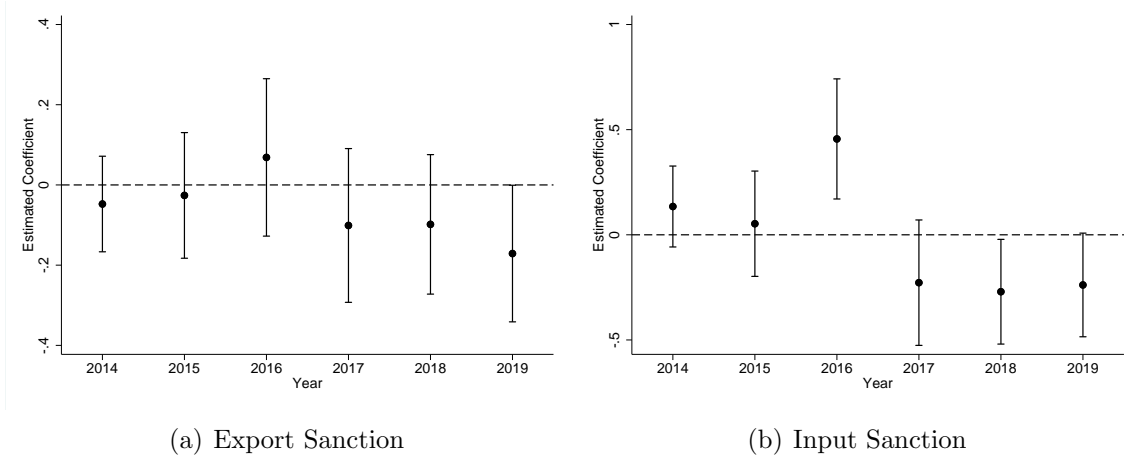 .4
.2
0
-.2
-.4
Estimated Coefficient
2014 2015 2016 2017 2018 2019
Year
(a) Export Sanction
1
.5
0
-.5
Estimated Coefficient
2014 2015 2016 2017 2018 2019
Year
(b) Input Sanction